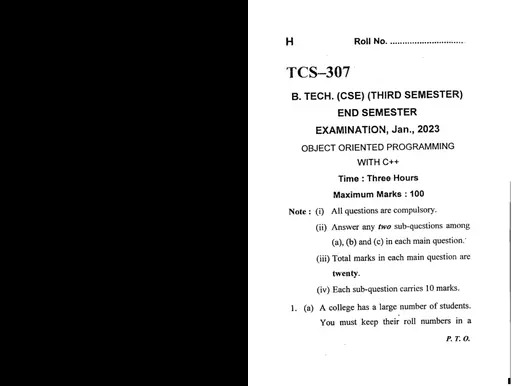 H Roll No. ..............................
TCS–307
B. TECH. (CSE) (THIRD SEMESTER)
END SEMESTER
EXAMINATION, Jan., 2023
OBJECT ORIENTED PROGRAMMING
WITH C++
Time : Three Hours
Maximum Marks : 100
Note : (i) All questions are compulsory.
(ii) Answer any two sub-questions among
(a), (b) and (c) in each main question.
(iii) Total marks in each main question are
twenty.
(iv) Each sub-question carries 10 marks.
1. (a) A college has a large number of students.
You must keep their roll numbers in a
P. T. O.